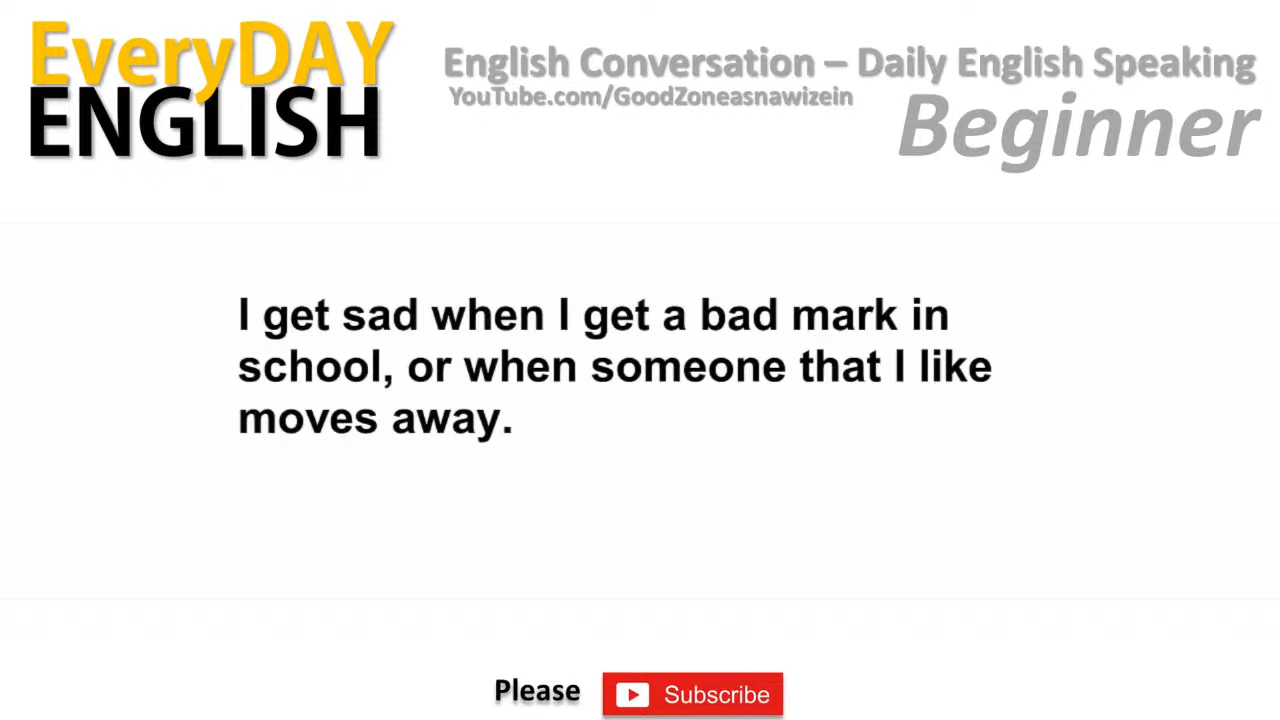 EveryDAY
ENGLISH
English Conversation – Daily English Speaking
YouTube.com/GoodZoneasnawizein
Beginner
I get sad when I get a bad mark in
school, or when someone that I like
moves away.
Please
Subscribe